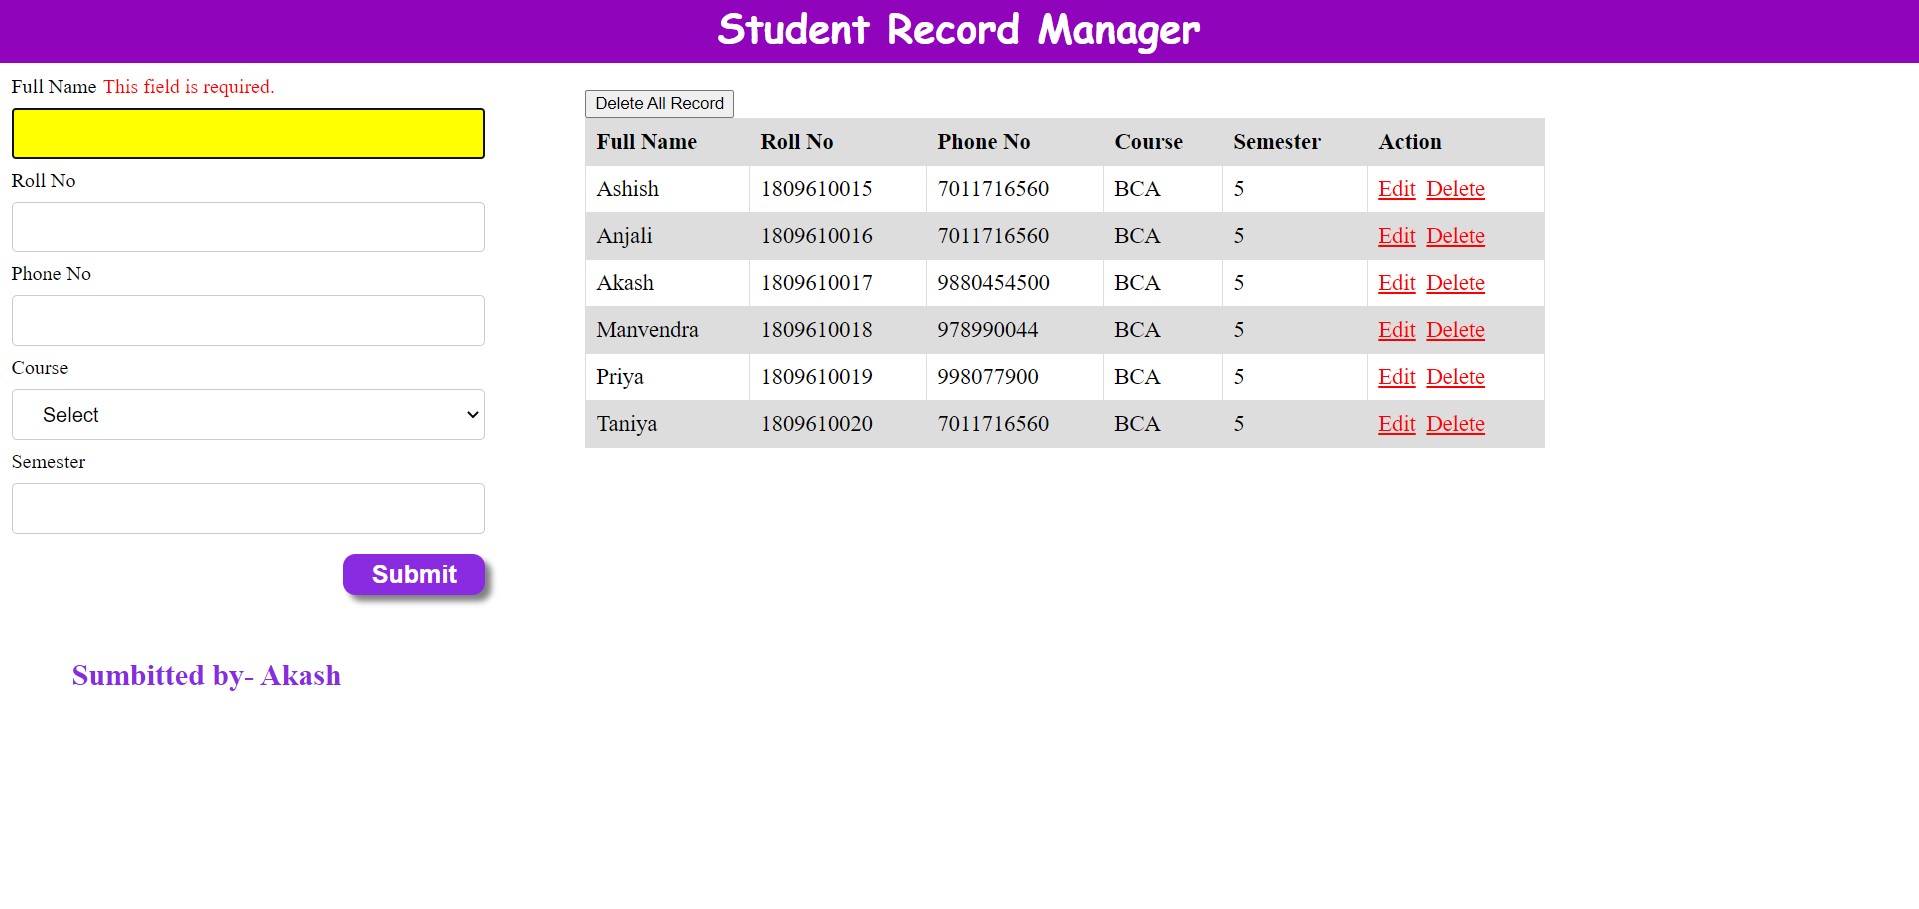 Student Record Manager
Full Name This field is required.
Roll No
Phone No
Course
Select
Semester
Submit
Sumbitted by- Akash
Delete All Record
Full Name Roll No Phone No Course Semester Action
Ashish 1809610015 7011716560 BCA 5 Edit Delete
Anjali 1809610016 7011716560 BCA 5 Edit Delete
Akash 1809610017 9880454500 BCA 5 Edit Delete
Manvendra 1809610018 978990044 BCA 5 Edit Delete
Priya 1809610019 998077900 BCA 5 Edit Delete
Taniya 1809610020 7011716560 BCA 5 Edit Delete